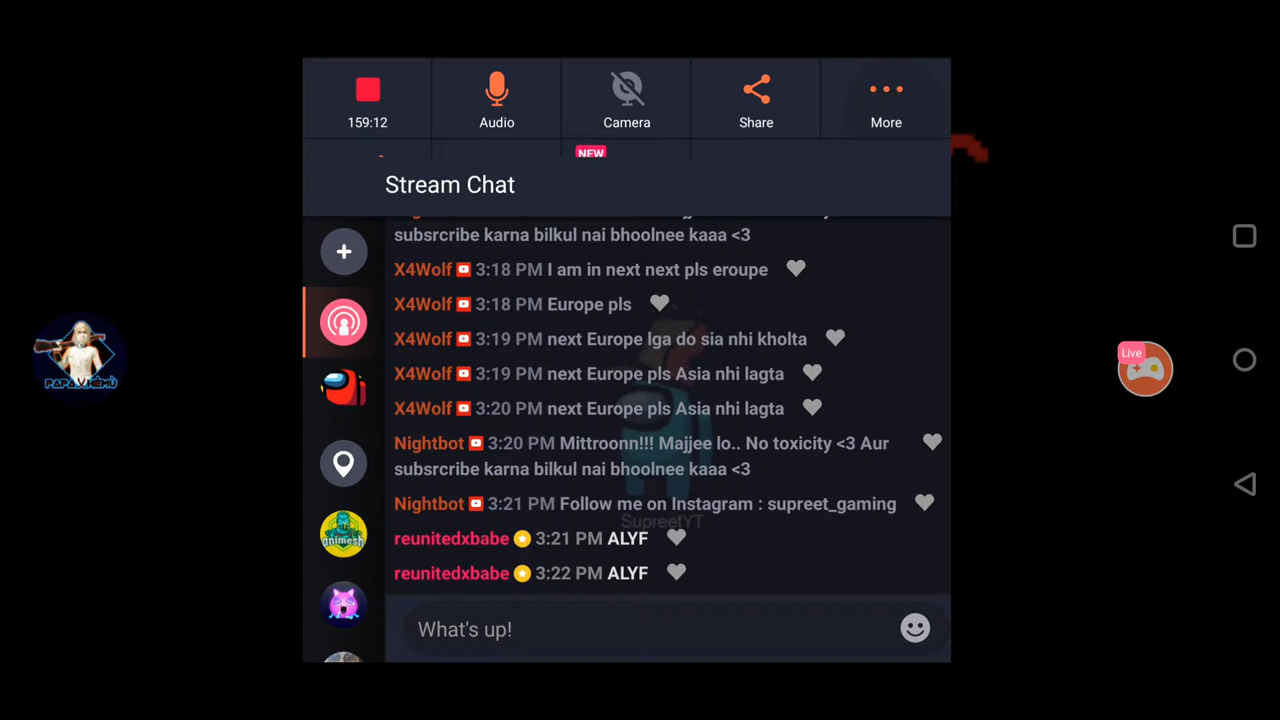 159:12
Audio
Camera
Share
More
NEW
Stream Chat
subsrcribe karna bilkul nai bhoolnee kaaa <3
X4Wolf 3:18 PM I am in next next pls eroupe
X4Wolf 3:18 PM Europe pls
X4Wolf 3:19 PM next Europe lga do sia nhi kholta
X4Wolf 3:19 PM next Europe pls Asia nhi lagta
X4Wolf 3:20 PM next Europe pls Asia nhi lagta
Nightbot 3:20 PM Mittroonn!!! Majjee lo.. No toxicity <3 Aur
subsrcribe karna bilkul nai bhoolnee kaaa <3
Nightbot 3:21 PM Follow me on Instagram : supreet_gaming
SupreetYT
reunitedxbabe 3:21 PM ALYF
reunitedxbabe 3:22 PM ALYF
What's up!
animesh
Live